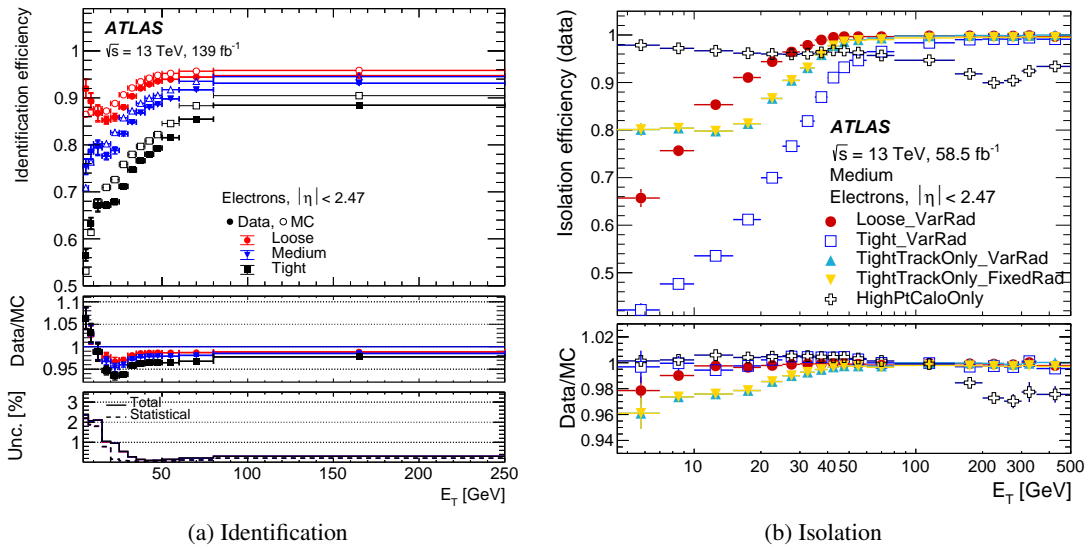 ATLAS
√s = 13 TeV, 139 fb⁻¹
Identification efficiency
1
0.9
0.8
0.7
0.6
0.5
Electrons, |η| < 2.47
Data, MC
Loose
Medium
Tight
Data/MC
1.1
1.05
1
0.95
Unc. [%]
3
2
1
Total
Statistical
50 100 150 200 250
E_T [GeV]
(a) Identification
Isolation efficiency (data)
1
0.9
0.8
0.7
0.6
0.5
ATLAS
√s = 13 TeV, 58.5 fb⁻¹
Medium
Electrons, |η| < 2.47
Loose_VarRad
Tight_VarRad
TightTrackOnly_VarRad
TightTrackOnly_FixedRad
HighPtCaloOnly
Data/MC
1.02
1.00
0.98
0.96
0.94
10 20 30 40 50 100 200 300 500
E_T [GeV]
(b) Isolation